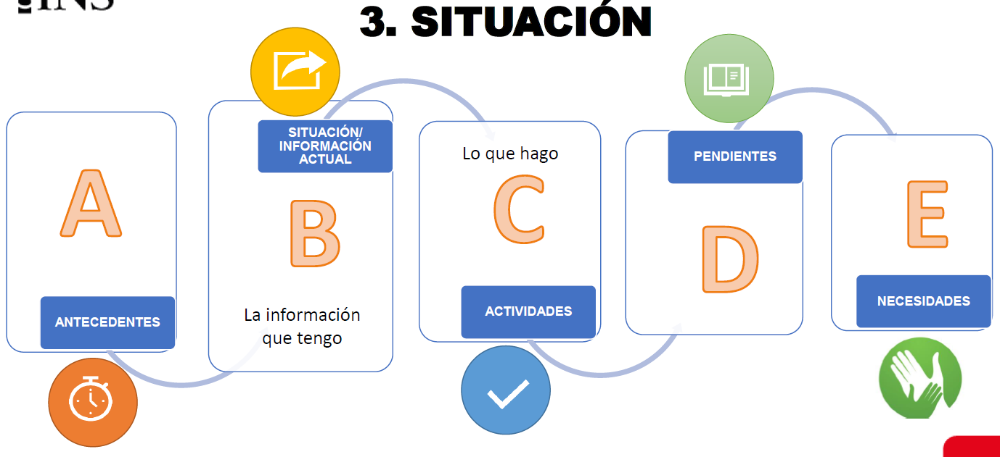 INS
3. SITUACIÓN
A
ANTECEDENTES
SITUACIÓN/
INFORMACIÓN
ACTUAL
B
La información
que tengo
Lo que hago
C
ACTIVIDADES
PENDIENTES
D
E
NECESIDADES